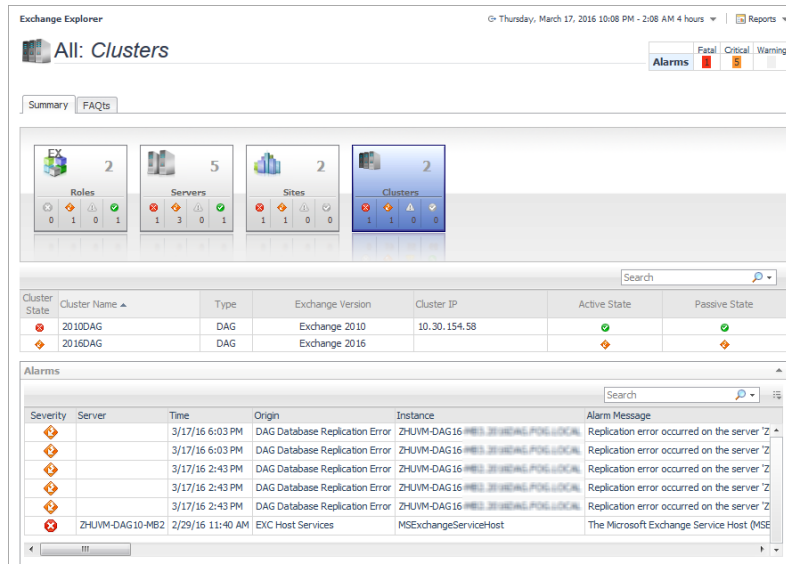 Exchange Explorer
Thursday, March 17, 2016 10:08 PM - 2:08 AM 4 hours Reports
All: Clusters
Fatal Critical Warning
Alarms 1 5
Summary FAQts
EX 2 5 2 2
Roles Servers Sites Clusters
0 1 0 1 1 3 0 1 1 1 0 0 1 1 0 0
Search
Cluster State Cluster Name Type Exchange Version Cluster IP Active State Passive State
2010DAG DAG Exchange 2010 10.30.154.58
2016DAG DAG Exchange 2016
Alarms
Search
Severity Server Time Origin Instance Alarm Message
3/17/16 6:03 PM DAG Database Replication Error ZHUVM-DAG16 Replication error occurred on the server 'Z
3/17/16 6:03 PM DAG Database Replication Error ZHUVM-DAG16 Replication error occurred on the server 'Z
3/17/16 2:43 PM DAG Database Replication Error ZHUVM-DAG16 Replication error occurred on the server 'Z
3/17/16 2:43 PM DAG Database Replication Error ZHUVM-DAG16 Replication error occurred on the server 'Z
3/17/16 2:43 PM DAG Database Replication Error ZHUVM-DAG16 Replication error occurred on the server 'Z
ZHUVM-DAG10-MB2 2/29/16 11:40 AM EXC Host Services MSExchangeServiceHost The Microsoft Exchange Service Host (MSE